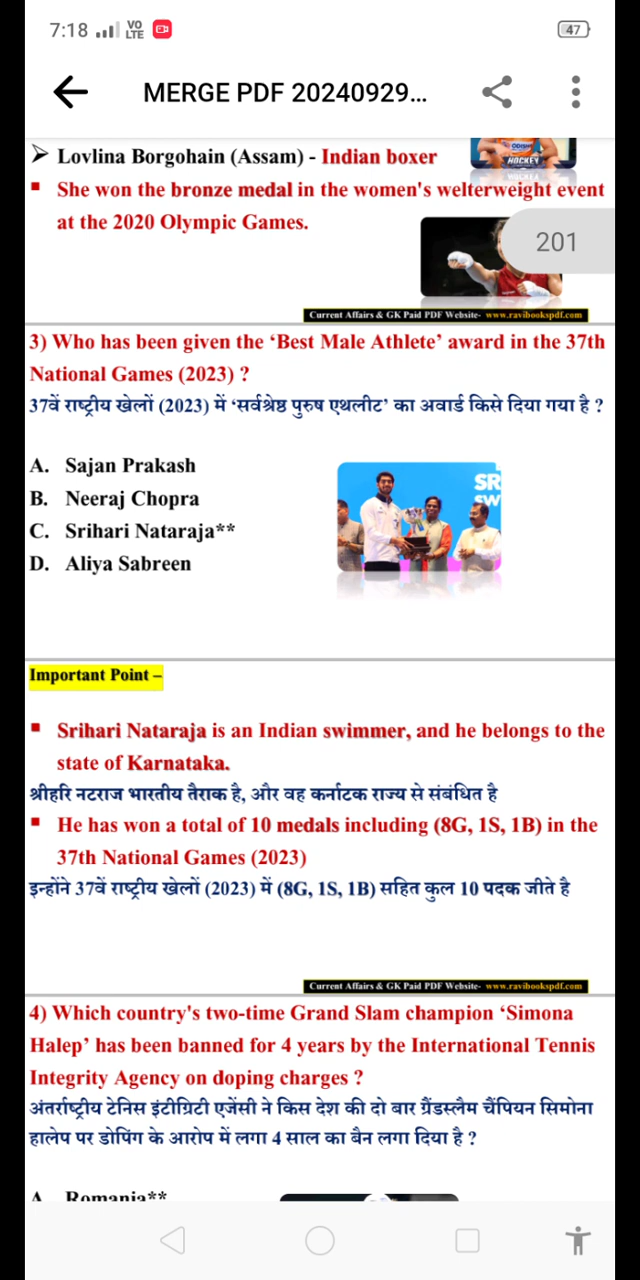 7:18 VO LTE 47
MERGE PDF 20240929...
➤ Lovlina Borgohain (Assam) - Indian boxer
ODISHA
HOCKEY
▪ She won the bronze medal in the women's welterweight event
at the 2020 Olympic Games.
201
Current Affairs & GK Paid PDF Website- www.ravibookspdf.com
3) Who has been given the ‘Best Male Athlete’ award in the 37th
National Games (2023) ?
37वें राष्ट्रीय खेलों (2023) में ‘सर्वश्रेष्ठ पुरुष एथलीट’ का अवार्ड किसे दिया गया है ?
A. Sajan Prakash
B. Neeraj Chopra
C. Srihari Nataraja**
D. Aliya Sabreen
SR
SW
Important Point –
▪ Srihari Nataraja is an Indian swimmer, and he belongs to the
state of Karnataka.
श्रीहरि नटराज भारतीय तैराक है, और वह कर्नाटक राज्य से संबंधित है
▪ He has won a total of 10 medals including (8G, 1S, 1B) in the
37th National Games (2023)
इन्होंने 37वें राष्ट्रीय खेलों (2023) में (8G, 1S, 1B) सहित कुल 10 पदक जीते है
Current Affairs & GK Paid PDF Website- www.ravibookspdf.com
4) Which country's two-time Grand Slam champion ‘Simona
Halep’ has been banned for 4 years by the International Tennis
Integrity Agency on doping charges ?
अंतर्राष्ट्रीय टेनिस इंटीग्रिटी एजेंसी ने किस देश की दो बार ग्रैंडस्लैम चैंपियन सिमोना
हालेप पर डोपिंग के आरोप में लगा 4 साल का बैन लगा दिया है ?
A. Romania**